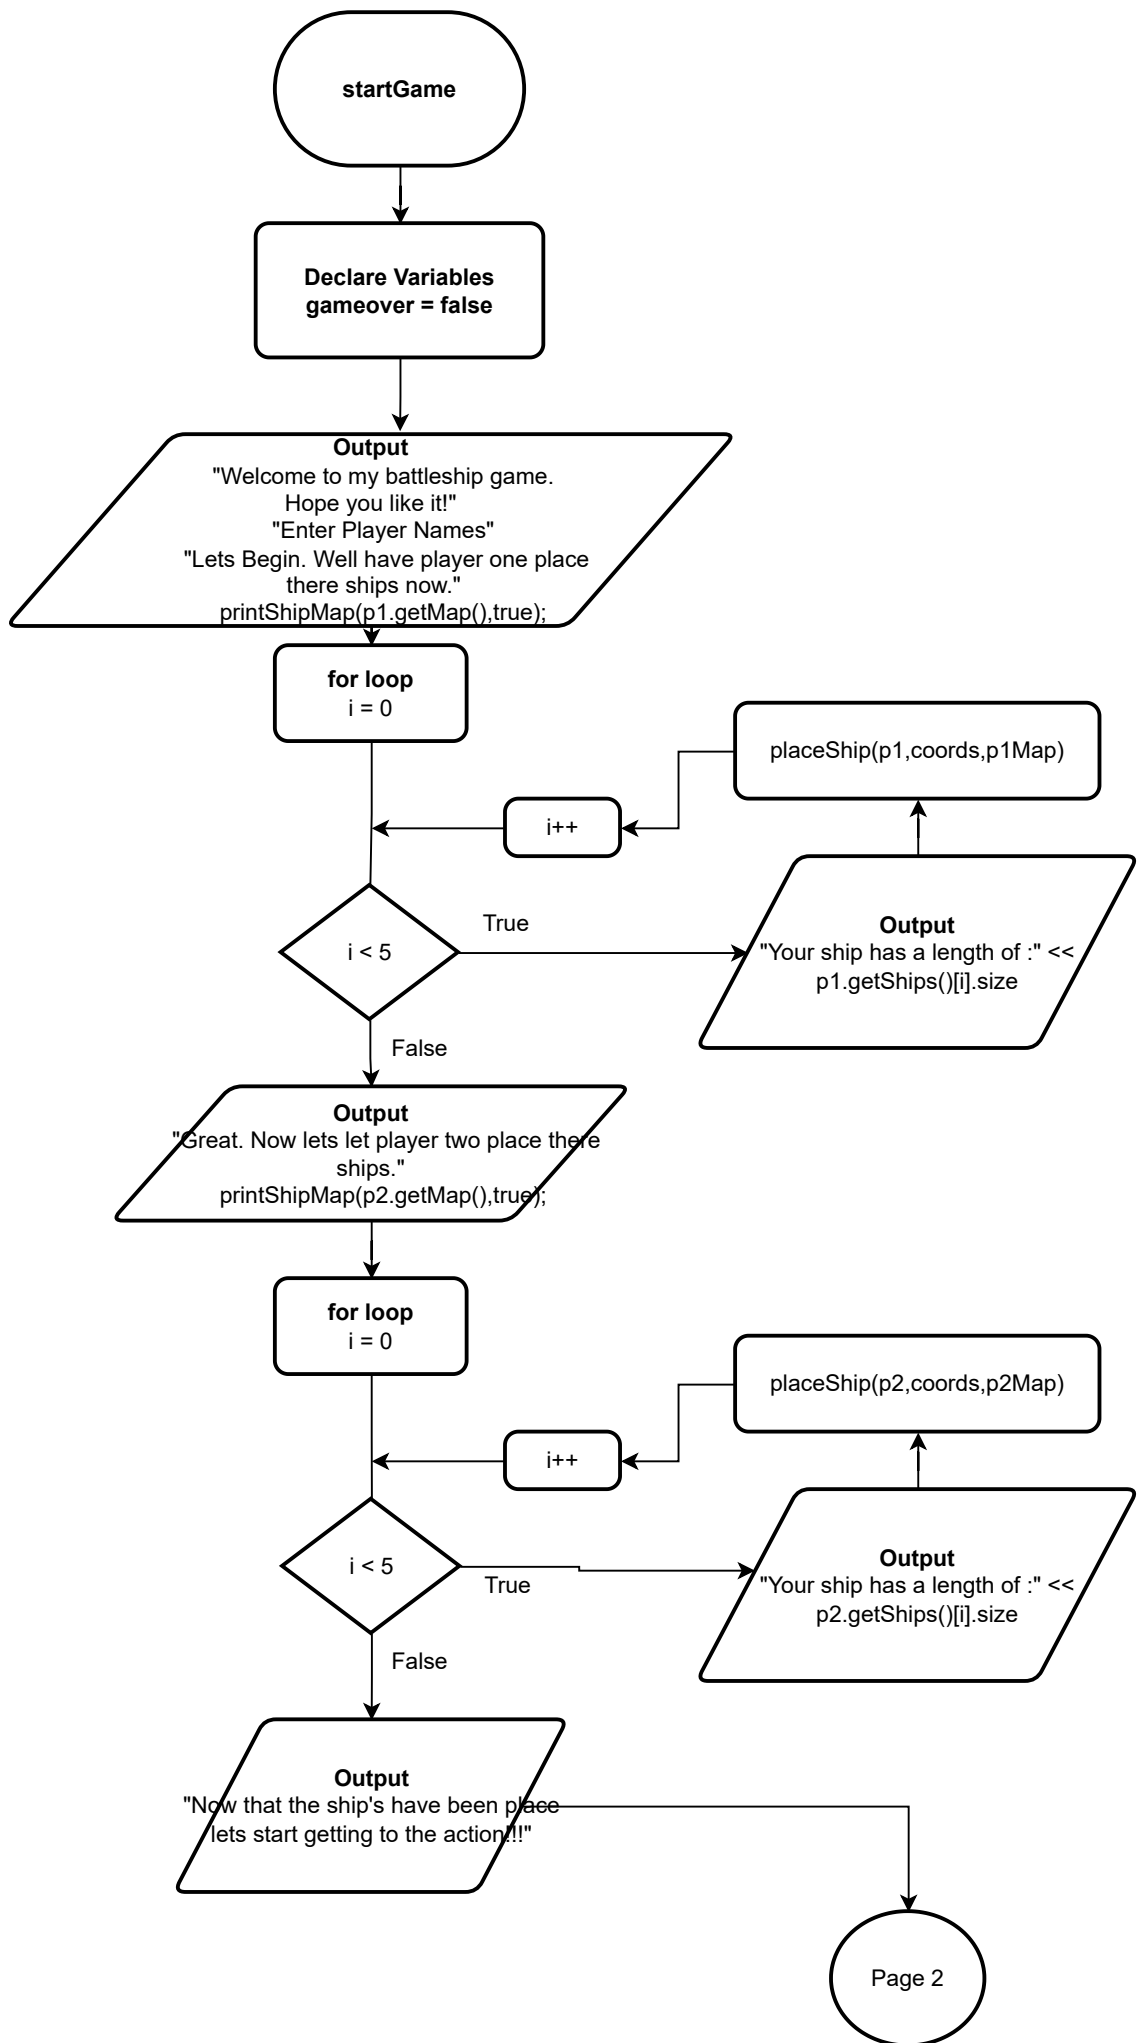 startGame
Declare Variables
gameover = false
Output
"Welcome to my battleship game.
Hope you like it!"
"Enter Player Names"
"Lets Begin. Well have player one place
there ships now."
printShipMap(p1.getMap(),true);
for loop
i = 0
placeShip(p1,coords,p1Map)
i++
i < 5
True
Output
"Your ship has a length of :" <<
p1.getShips()[i].size
False
Output
"Great. Now lets let player two place there
ships."
printShipMap(p2.getMap(),true);
for loop
i = 0
placeShip(p2,coords,p2Map)
i++
i < 5
True
Output
"Your ship has a length of :" <<
p2.getShips()[i].size
False
Output
"Now that the ship's have been place
lets start getting to the action!!!"
Page 2